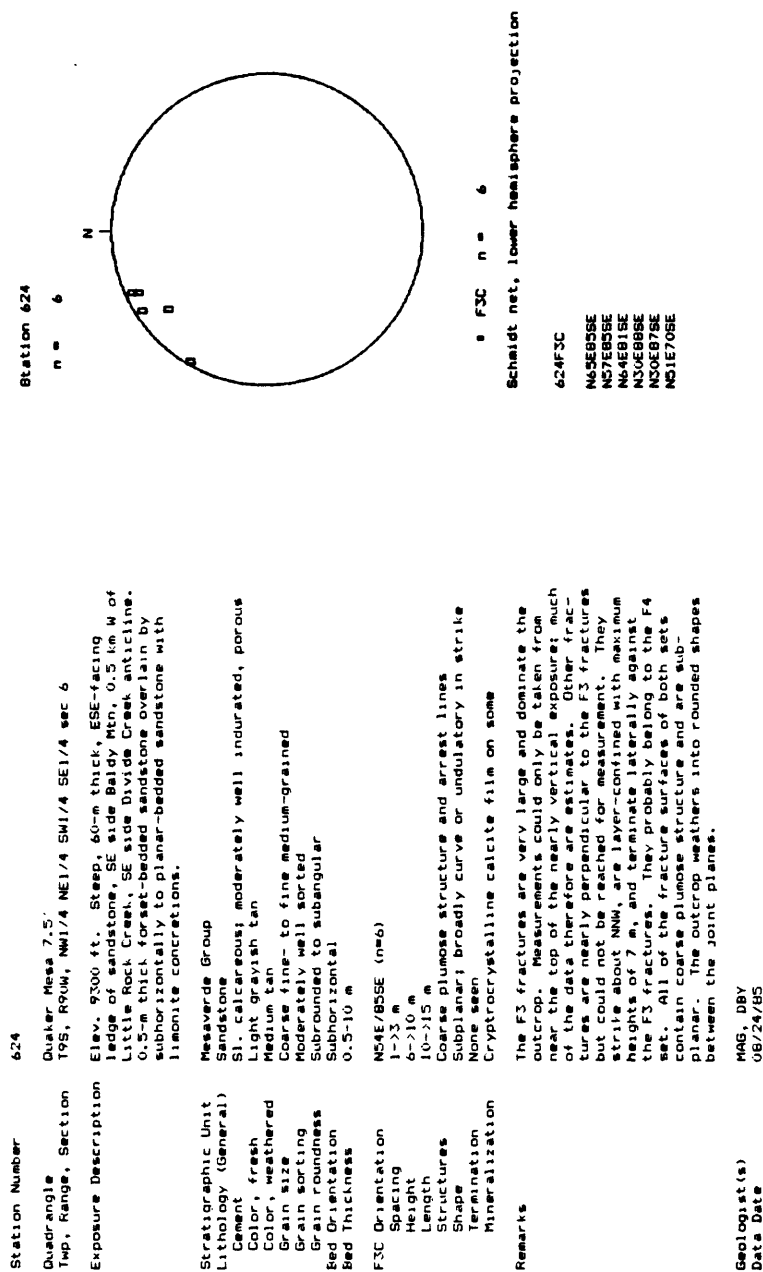 Station Number 624
Quadrangle Quaker Mesa 7.5'
Twp, Range, Section T9S, R90W, NW1/4 NE1/4 SW1/4 SE1/4 sec 6
Exposure Description Elev. 9300 ft. Steep, 60-m thick, ESE-facing
ledge of sandstone, SE side Baldy Mtn, 0.5 km W of
Little Rock Creek, SE side Divide Creek anticline.
0.5-m thick forset-bedded sandstone overlain by
subhorizontally to planar-bedded sandstone with
limonite concretions.
Stratigraphic Unit Mesaverde Group
Lithology (General) Sandstone
Cement Sl. calcareous; moderately well indurated, porous
Color, fresh Light grayish tan
Color, weathered Medium tan
Grain size Coarse fine- to fine medium-grained
Grain sorting Moderately well sorted
Grain roundness Subrounded to subangular
Bed Orientation Subhorizontal
Bed Thickness 0.5-10 m
F3C Orientation N54E/85SE (n=6)
Spacing 1->3 m
Height 6->10 m
Length 10->15 m
Structures Coarse plumose structure and arrest lines
Shape Subplanar; broadly curve or undulatory in strike
Termination None seen
Mineralization Cryptrocrystalline calcite film on some
Remarks The F3 fractures are very large and dominate the
outcrop. Measurements could only be taken from
near the top of the nearly vertical exposure; much
of the data therefore are estimates. Other frac-
tures are nearly perpendicular to the F3 fractures
but could not be reached for measurement. They
strike about NNW, are layer-confined with maximum
heights of 7 m, and terminate laterally against
the F3 fractures. They probably belong to the F4
set. All of the fracture surfaces of both sets
contain coarse plumose structure and are sub-
planar. The outcrop weathers into rounded shapes
between the joint planes.
Geologist(s) MAG, DBY
Data Date 08/24/85
Station 624
n = 6
N
F3C n = 6
Schmidt net, lower hemisphere projection
624F3C
N65E85SE
N57E85SE
N64E81SE
N30E88SE
N30E87SE
N51E70SE